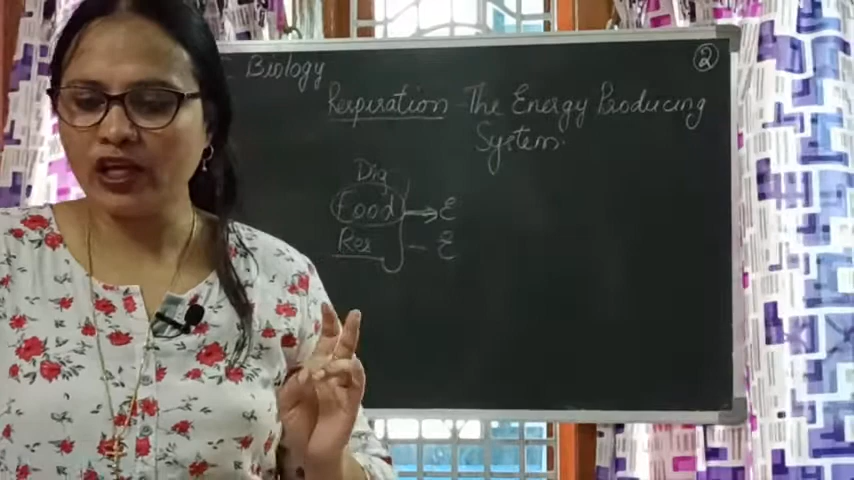 Biology
②
Respiration - The Energy Producing
System.
Dig
Food → E
Res - E